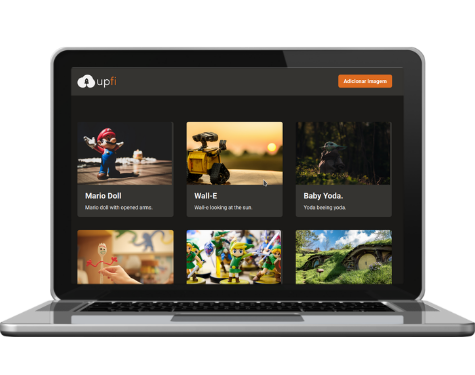 upfi
Adicionar imagem
Mario Doll
Mario doll with opened arms.
Wall-E
Wall-e looking at the sun.
Baby Yoda.
Yoda beeing yoda.